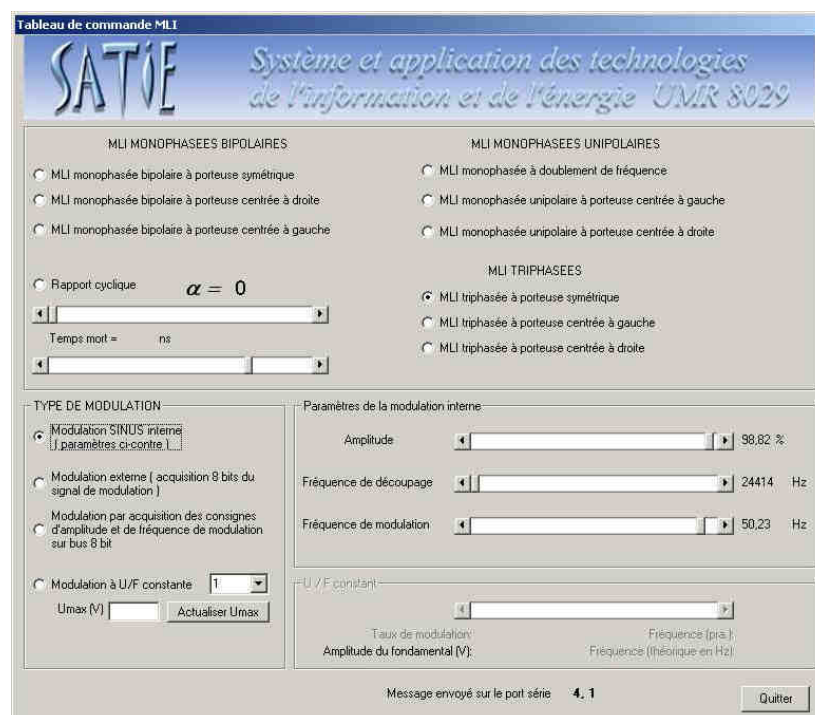 Tableau de commande MLI
SATIE
Système et application des technologies
de l'information et de l'énergie UMR 8029
MLI MONOPHASEES BIPOLAIRES
MLI monophasée bipolaire à porteuse symétrique
MLI monophasée bipolaire à porteuse centrée à droite
MLI monophasée bipolaire à porteuse centrée à gauche
MLI MONOPHASEES UNIPOLAIRES
MLI monophasée à doublement de fréquence
MLI monophasée unipolaire à porteuse centrée à gauche
MLI monophasée unipolaire à porteuse centrée à droite
Rapport cyclique α = 0
Temps mort = ns
MLI TRIPHASEES
MLI triphasée à porteuse symétrique
MLI triphasée à porteuse centrée à gauche
MLI triphasée à porteuse centrée à droite
TYPE DE MODULATION
Modulation SINUS interne
( paramètres ci-contre )
Modulation externe ( acquisition 8 bits du
signal de modulation )
Modulation par acquisition des consignes
d'amplitude et de fréquence de modulation
sur bus 8 bit
Modulation à U/F constante 1
Umax (V) Actualiser Umax
Paramètres de la modulation interne
Amplitude 98,82 %
Fréquence de découpage 24414 Hz
Fréquence de modulation 50,23 Hz
U / F constant
Taux de modulation: Fréquence (pra.):
Amplitude du fondamental (V): Fréquence (théorique en Hz):
Message envoyé sur le port série 4, 1
Quitter